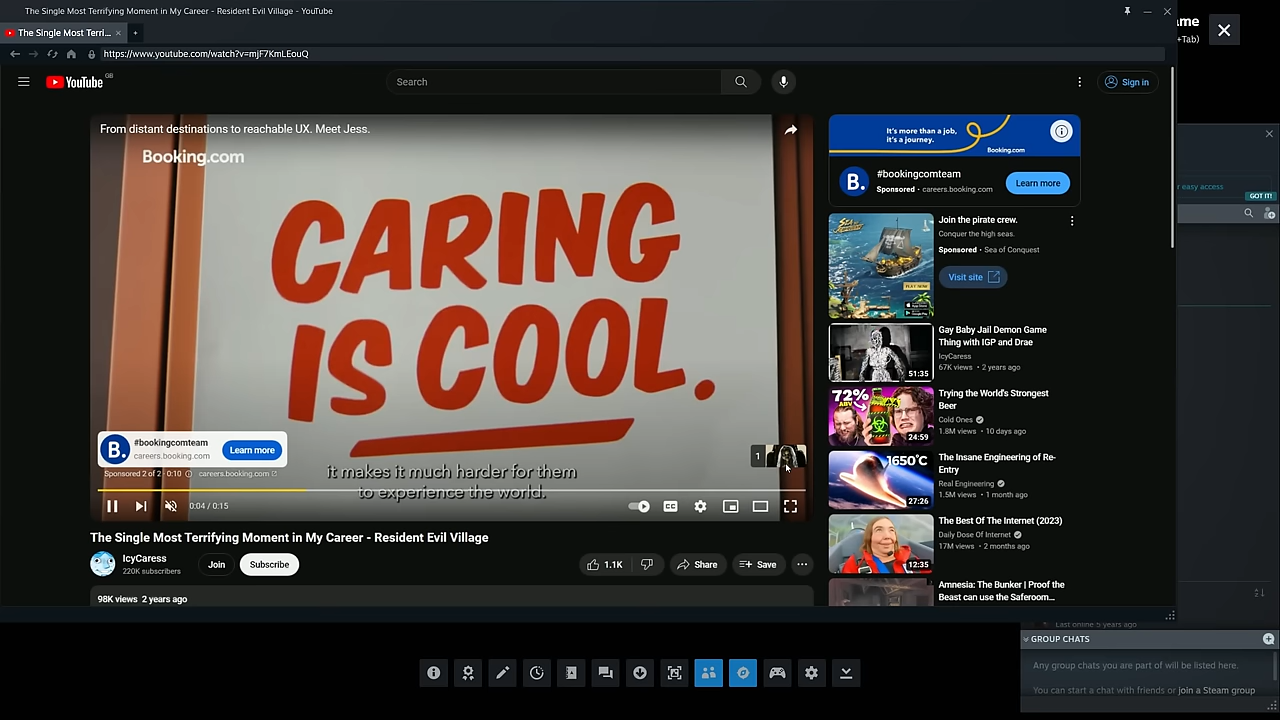 The Single Most Terrifying Moment in My Career - Resident Evil Village - YouTube
The Single Most Terri...
https://www.youtube.com/watch?v=mjF7KmLEouQ
YouTube GB
Search
Sign in
From distant destinations to reachable UX. Meet Jess.
Booking.com
CARING
IS COOL.
#bookingcomteam
careers.booking.com
Learn more
Sponsored 2 of 2 · 0:10
careers.booking.com
it makes it much harder for them
to experience the world.
1
0:04 / 0:15
CC
The Single Most Terrifying Moment in My Career - Resident Evil Village
IcyCaress
220K subscribers
Join
Subscribe
1.1K
Share
Save
98K views 2 years ago
It's more than a job,
it's a journey.
Booking.com
B.
#bookingcomteam
Sponsored · careers.booking.com
Learn more
Join the pirate crew.
Conquer the high seas.
Sponsored · Sea of Conquest
Visit site
Gay Baby Jail Demon Game
Thing with IGP and Drae
IcyCaress
67K views · 2 years ago
51:35
72%
ABV
Trying the World's Strongest
Beer
Cold Ones
1.8M views · 10 days ago
24:59
1650°C
The Insane Engineering of Re-
Entry
Real Engineering
1.5M views · 1 month ago
27:26
The Best Of The Internet (2023)
Daily Dose Of Internet
17M views · 2 months ago
12:35
Amnesia: The Bunker | Proof the
Beast can use the Saferoom...
ame
+Tab)
r easy access
GOT IT!
Last online 5 years ago
GROUP CHATS
Any group chats you are part of will be listed here.
You can start a chat with friends or join a Steam group